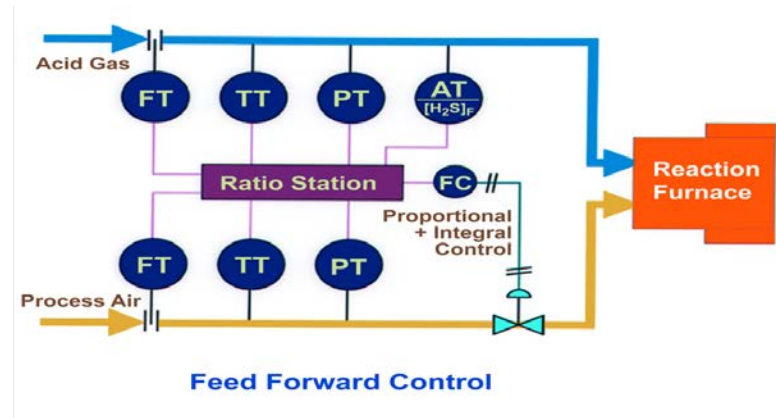 Acid Gas
FT
TT
PT
AT
[H₂S]F
Ratio Station
FC
Reaction
Furnace
Proportional
+ Integral
Control
FT
TT
PT
Process Air
Feed Forward Control